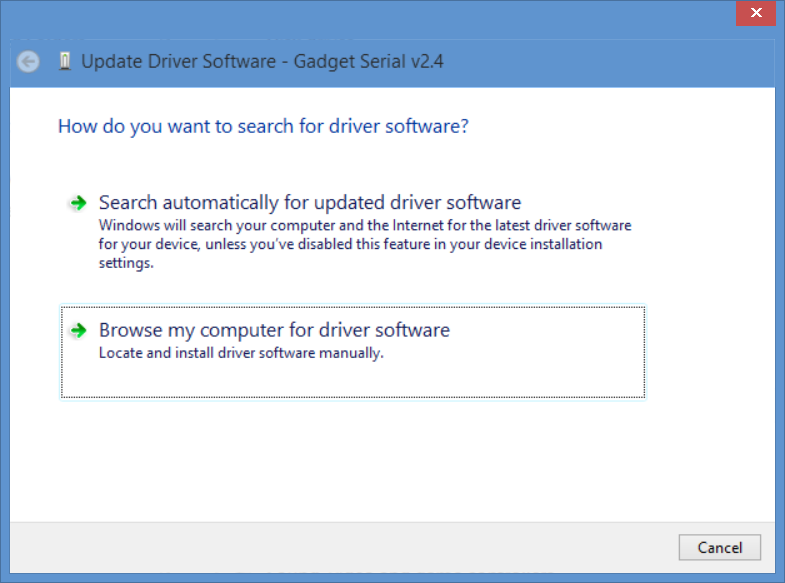 Update Driver Software - Gadget Serial v2.4
How do you want to search for driver software?
Search automatically for updated driver software
Windows will search your computer and the Internet for the latest driver software
for your device, unless you've disabled this feature in your device installation
settings.
Browse my computer for driver software
Locate and install driver software manually.
Cancel